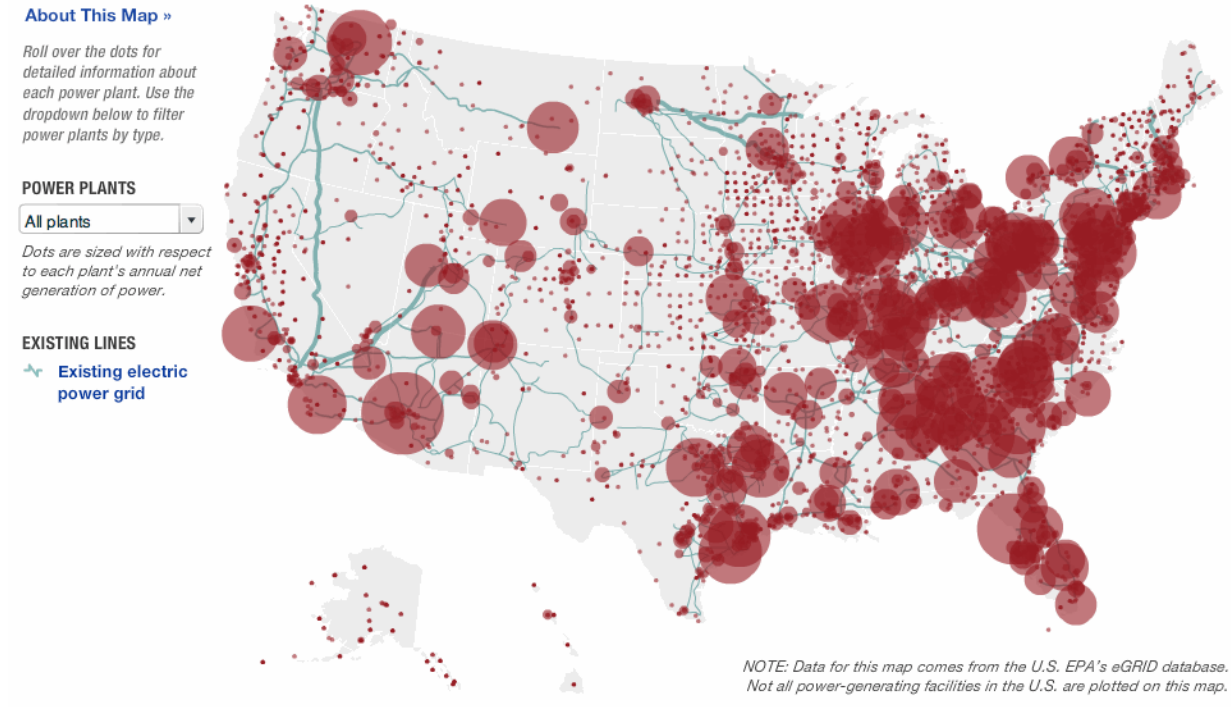 About This Map »
Roll over the dots for
detailed information about
each power plant. Use the
dropdown below to filter
power plants by type.
POWER PLANTS
All plants
Dots are sized with respect
to each plant's annual net
generation of power.
EXISTING LINES
Existing electric
power grid
NOTE: Data for this map comes from the U.S. EPA's eGRID database.
Not all power-generating facilities in the U.S. are plotted on this map.